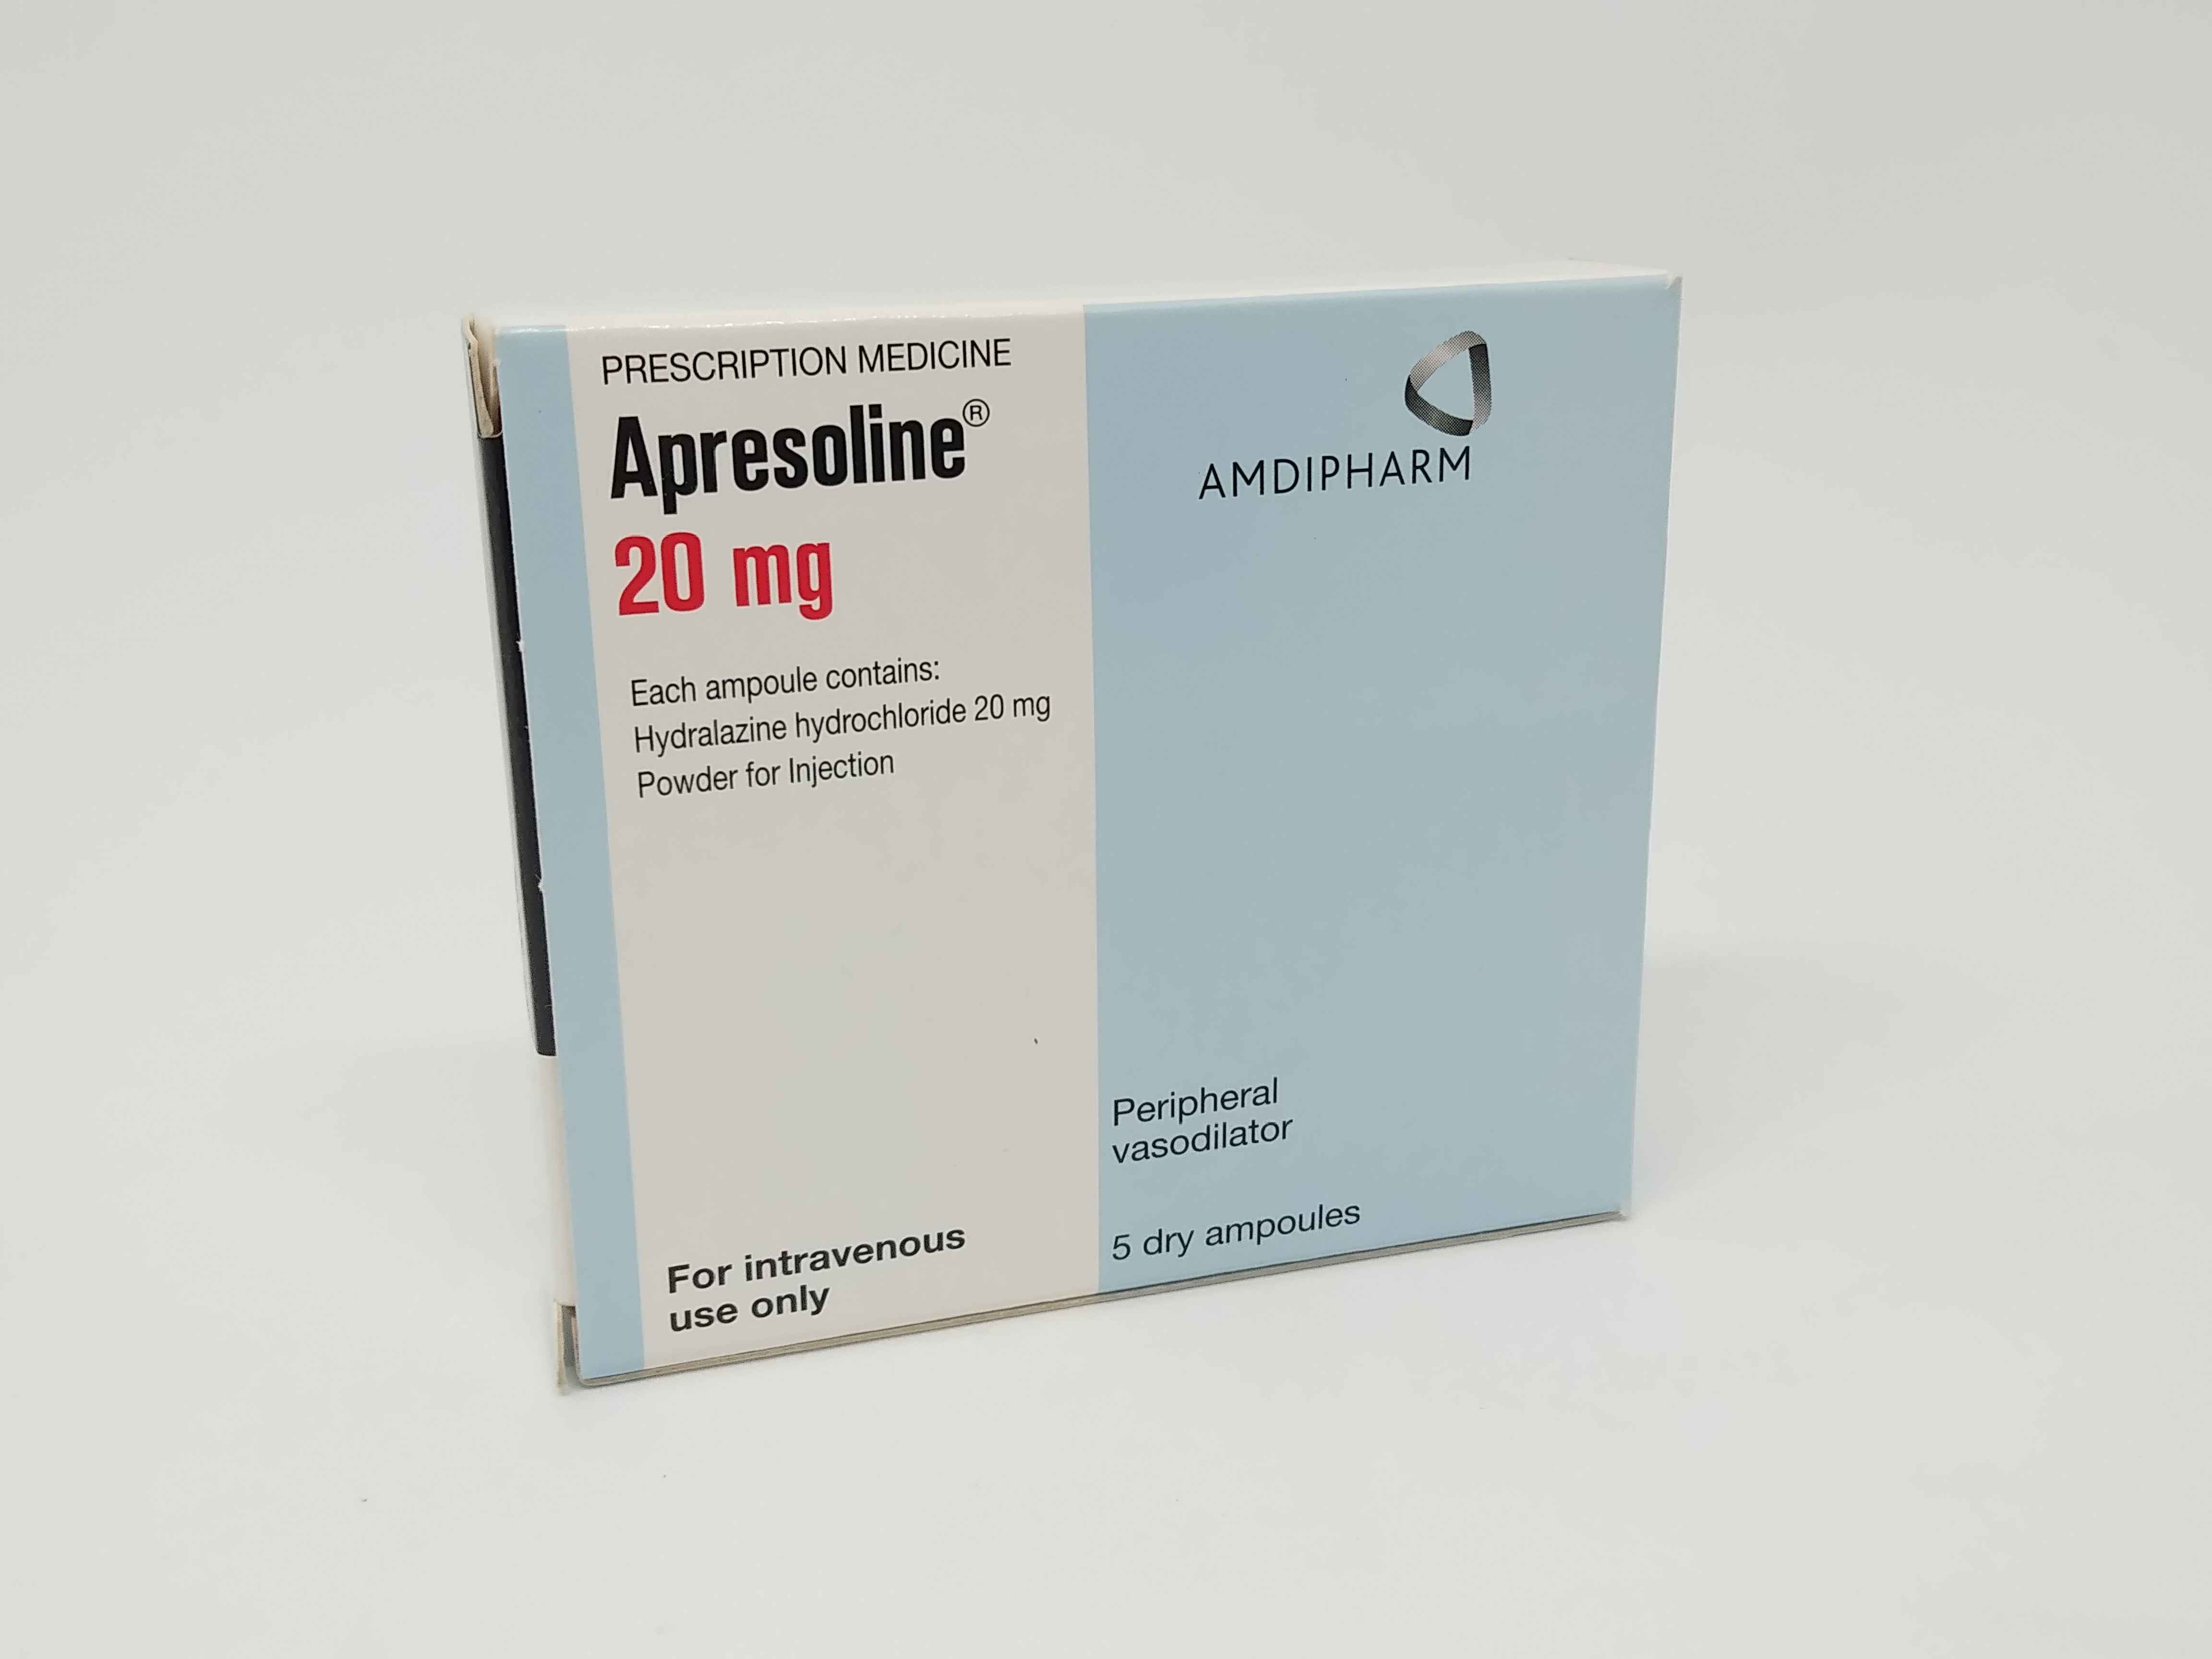 PRESCRIPTION MEDICINE
Apresoline®
20 mg
Each ampoule contains:
Hydralazine hydrochloride 20 mg
Powder for Injection
For intravenous
use only
AMDIPHARM
Peripheral
vasodilator
5 dry ampoules